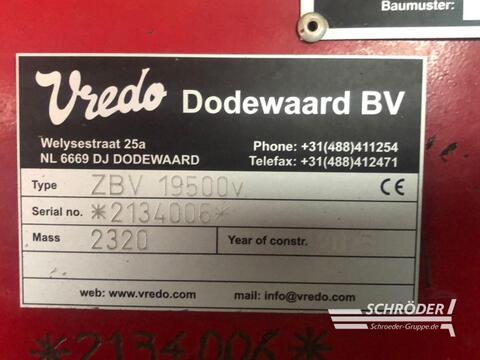 Baumuster:
Vredo Dodewaard BV
Welysestraat 25a Phone: +31(488)411254
NL 6669 DJ DODEWAARD Telefax: +31(488)412471
Type ZBV 19500v CE
Serial no. *2134006*
Mass 2320 Year of constr.
web: www.vredo.com mail: info@vredo.com
*2134006*
SCHRÖDER!
Schroeder-Gruppe.de